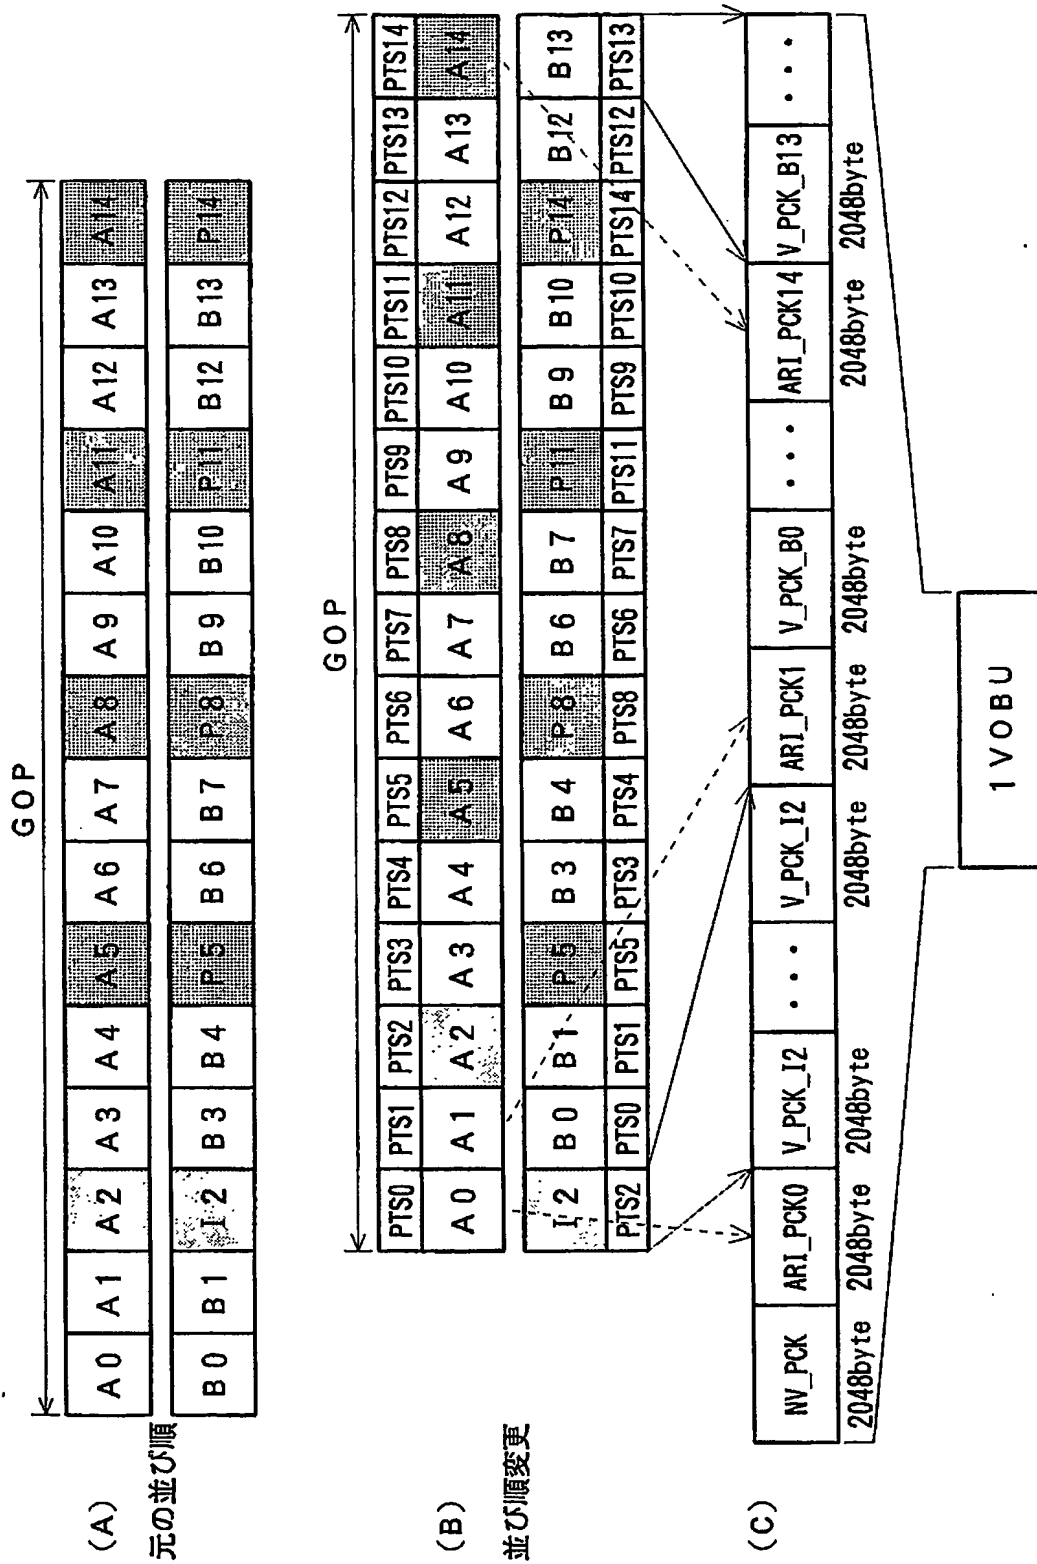 GOP
A0 A1 A2 A3 A4 A5 A6 A7 A8 A9 A10 A11 A12 A13 A14
B0 B1 I2 B3 B4 P5 B6 B7 P8 B9 B10 P11 B12 B13 P14
(A)
元の並び順
GOP
PTS0 PTS1 PTS2 PTS3 PTS4 PTS5 PTS6 PTS7 PTS8 PTS9 PTS10 PTS11 PTS12 PTS13 PTS14
A0 A1 A2 A3 A4 A5 A6 A7 A8 A9 A10 A11 A12 A13 A14
I2 B0 B1 P5 B3 B4 P8 B6 B7 P11 B9 B10 P14 B12 B13
PTS2 PTS0 PTS1 PTS5 PTS3 PTS4 PTS8 PTS6 PTS7 PTS11 PTS9 PTS10 PTS14 PTS12 PTS13
(B)
並び順変更
(C)
NV_PCK ARI_PCK0 V_PCK_I2 ・・・ V_PCK_I2 ARI_PCK1 V_PCK_B0 ・・・ ARI_PCK14 V_PCK_B13 ・・・
2048byte 2048byte 2048byte 2048byte 2048byte 2048byte 2048byte 2048byte
1VOBU